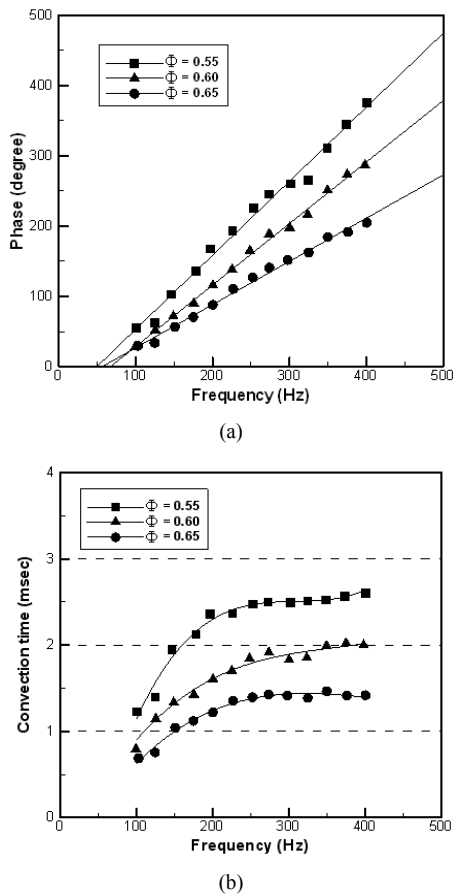 (a)
500
400
300
200
100
0
Phase (degree)
Φ = 0.55
Φ = 0.60
Φ = 0.65
0
100
200
300
400
500
Frequency (Hz)
(a)
(b)
4
3
2
1
0
Convection time (msec)
Φ = 0.55
Φ = 0.60
Φ = 0.65
0
100
200
300
400
500
Frequency (Hz)
(b)